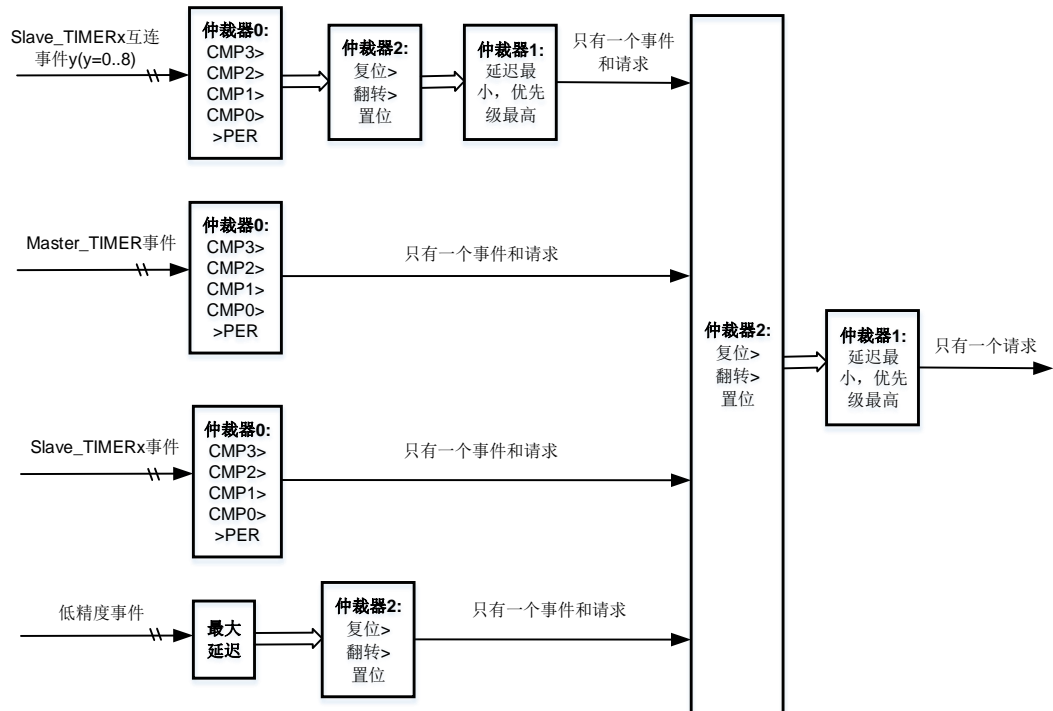 Slave_TIMERx互连
事件y(y=0..8)
仲裁器0:
CMP3>
CMP2>
CMP1>
CMP0>
>PER
仲裁器2:
复位>
翻转>
置位
仲裁器1:
延迟最
小，优先
级最高
只有一个事件
和请求
Master_TIMER事件
仲裁器0:
CMP3>
CMP2>
CMP1>
CMP0>
>PER
只有一个事件和请求
Slave_TIMERx事件
仲裁器0:
CMP3>
CMP2>
CMP1>
CMP0>
>PER
只有一个事件和请求
低精度事件
最大
延迟
仲裁器2:
复位>
翻转>
置位
只有一个事件和请求
仲裁器2:
复位>
翻转>
置位
仲裁器1:
延迟最
小，优先
级最高
只有一个请求